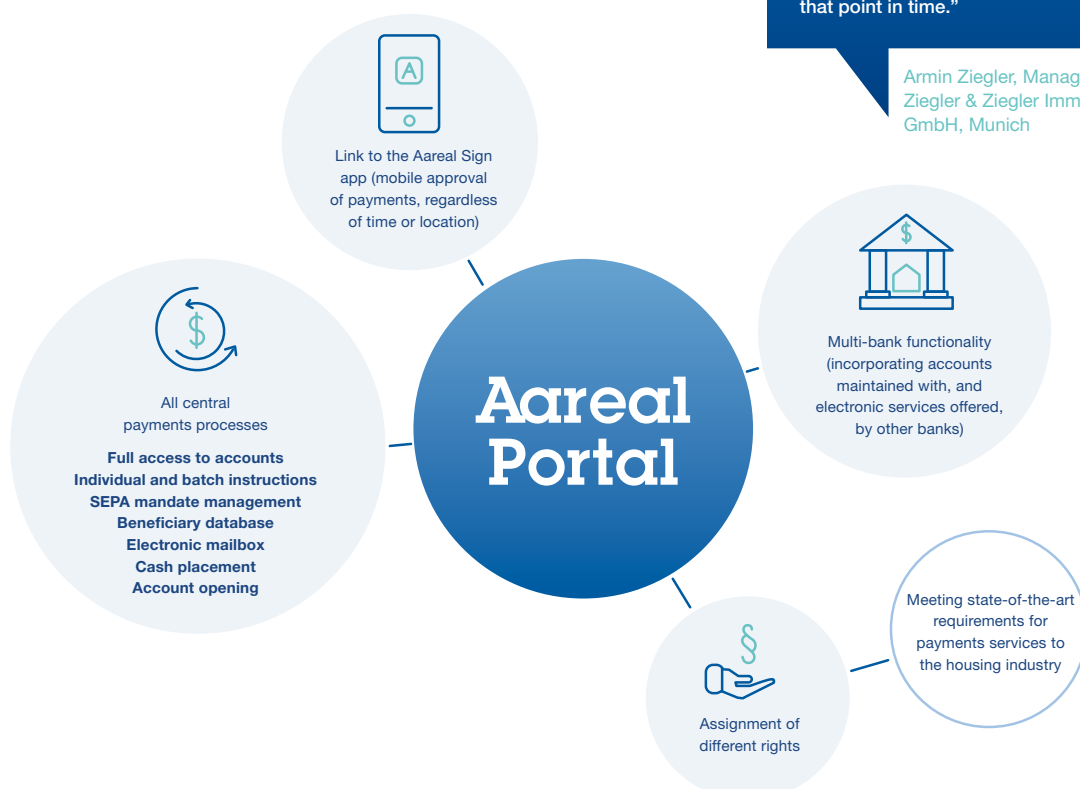 that point in time.”
Armin Ziegler, Manag
Ziegler & Ziegler Imm
GmbH, Munich
A
Link to the Aareal Sign
app (mobile approval
of payments, regardless
of time or location)
$
Multi-bank functionality
(incorporating accounts
maintained with, and
electronic services offered,
by other banks)
$
All central
payments processes
Full access to accounts
Individual and batch instructions
SEPA mandate management
Beneficiary database
Electronic mailbox
Cash placement
Account opening
Aareal
Portal
Meeting state-of-the-art
requirements for
payments services to
the housing industry
§
Assignment of
different rights